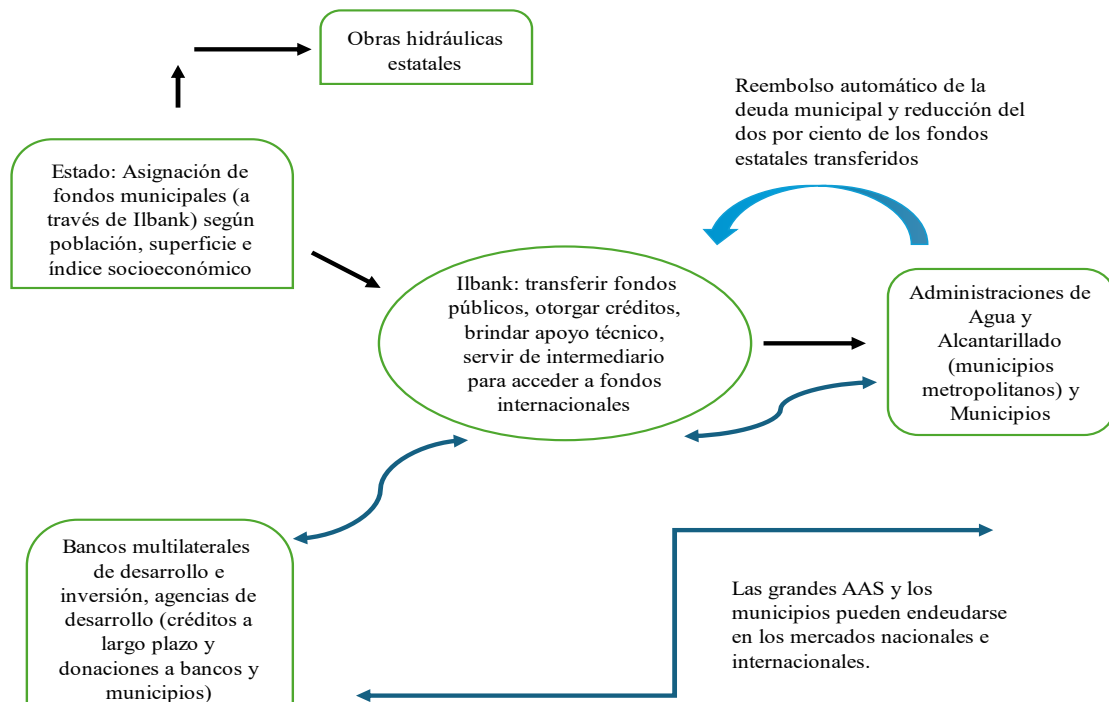 Obras hidráulicas
estatales
Reembolso automático de la
deuda municipal y reducción del
dos por ciento de los fondos
estatales transferidos
Estado: Asignación de
fondos municipales (a
través de Ilbank) según
población, superficie e
índice socioeconómico
Ilbank: transferir fondos
públicos, otorgar créditos,
brindar apoyo técnico,
servir de intermediario
para acceder a fondos
internacionales
Administraciones de
Agua y
Alcantarillado
(municipios
metropolitanos) y
Municipios
Bancos multilaterales
de desarrollo e
inversión, agencias de
desarrollo (créditos a
largo plazo y
donaciones a bancos y
municipios)
Las grandes AAS y los
municipios pueden endeudarse
en los mercados nacionales e
internacionales.